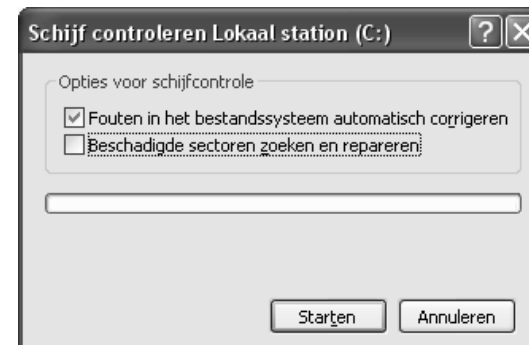 Schijf controleren Lokaal station (C:)
Opties voor schijfcontrole
Fouten in het bestandssysteem automatisch corrigeren
Beschadigde sectoren zoeken en repareren
Starten
Annuleren